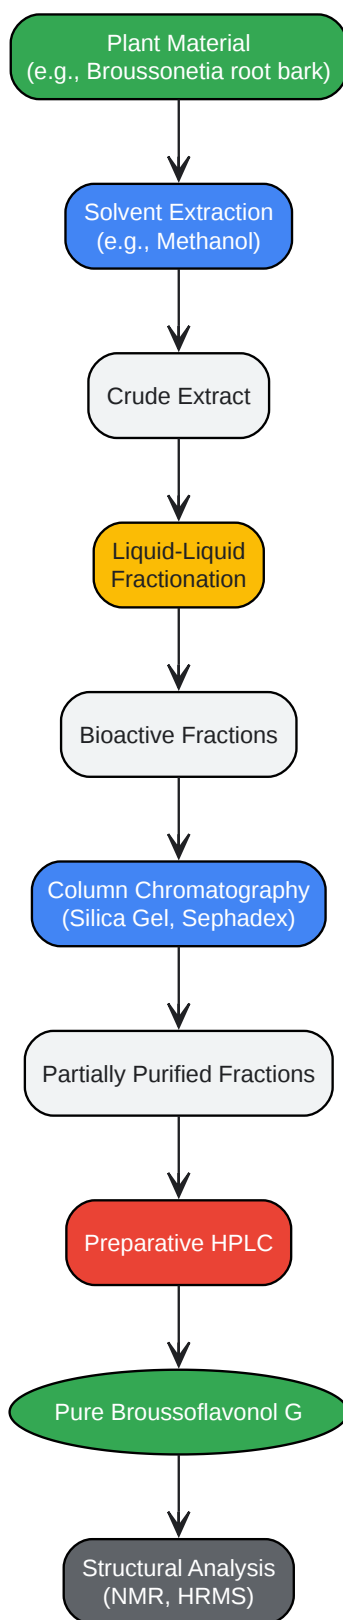 Plant Material
(e.g., Broussonetia root bark)
Solvent Extraction
(e.g., Methanol)
Crude Extract
Liquid-Liquid
Fractionation
Bioactive Fractions
Column Chromatography
(Silica Gel, Sephadex)
Partially Purified Fractions
Preparative HPLC
Pure Broussoflavonol G
Structural Analysis
(NMR, HRMS)